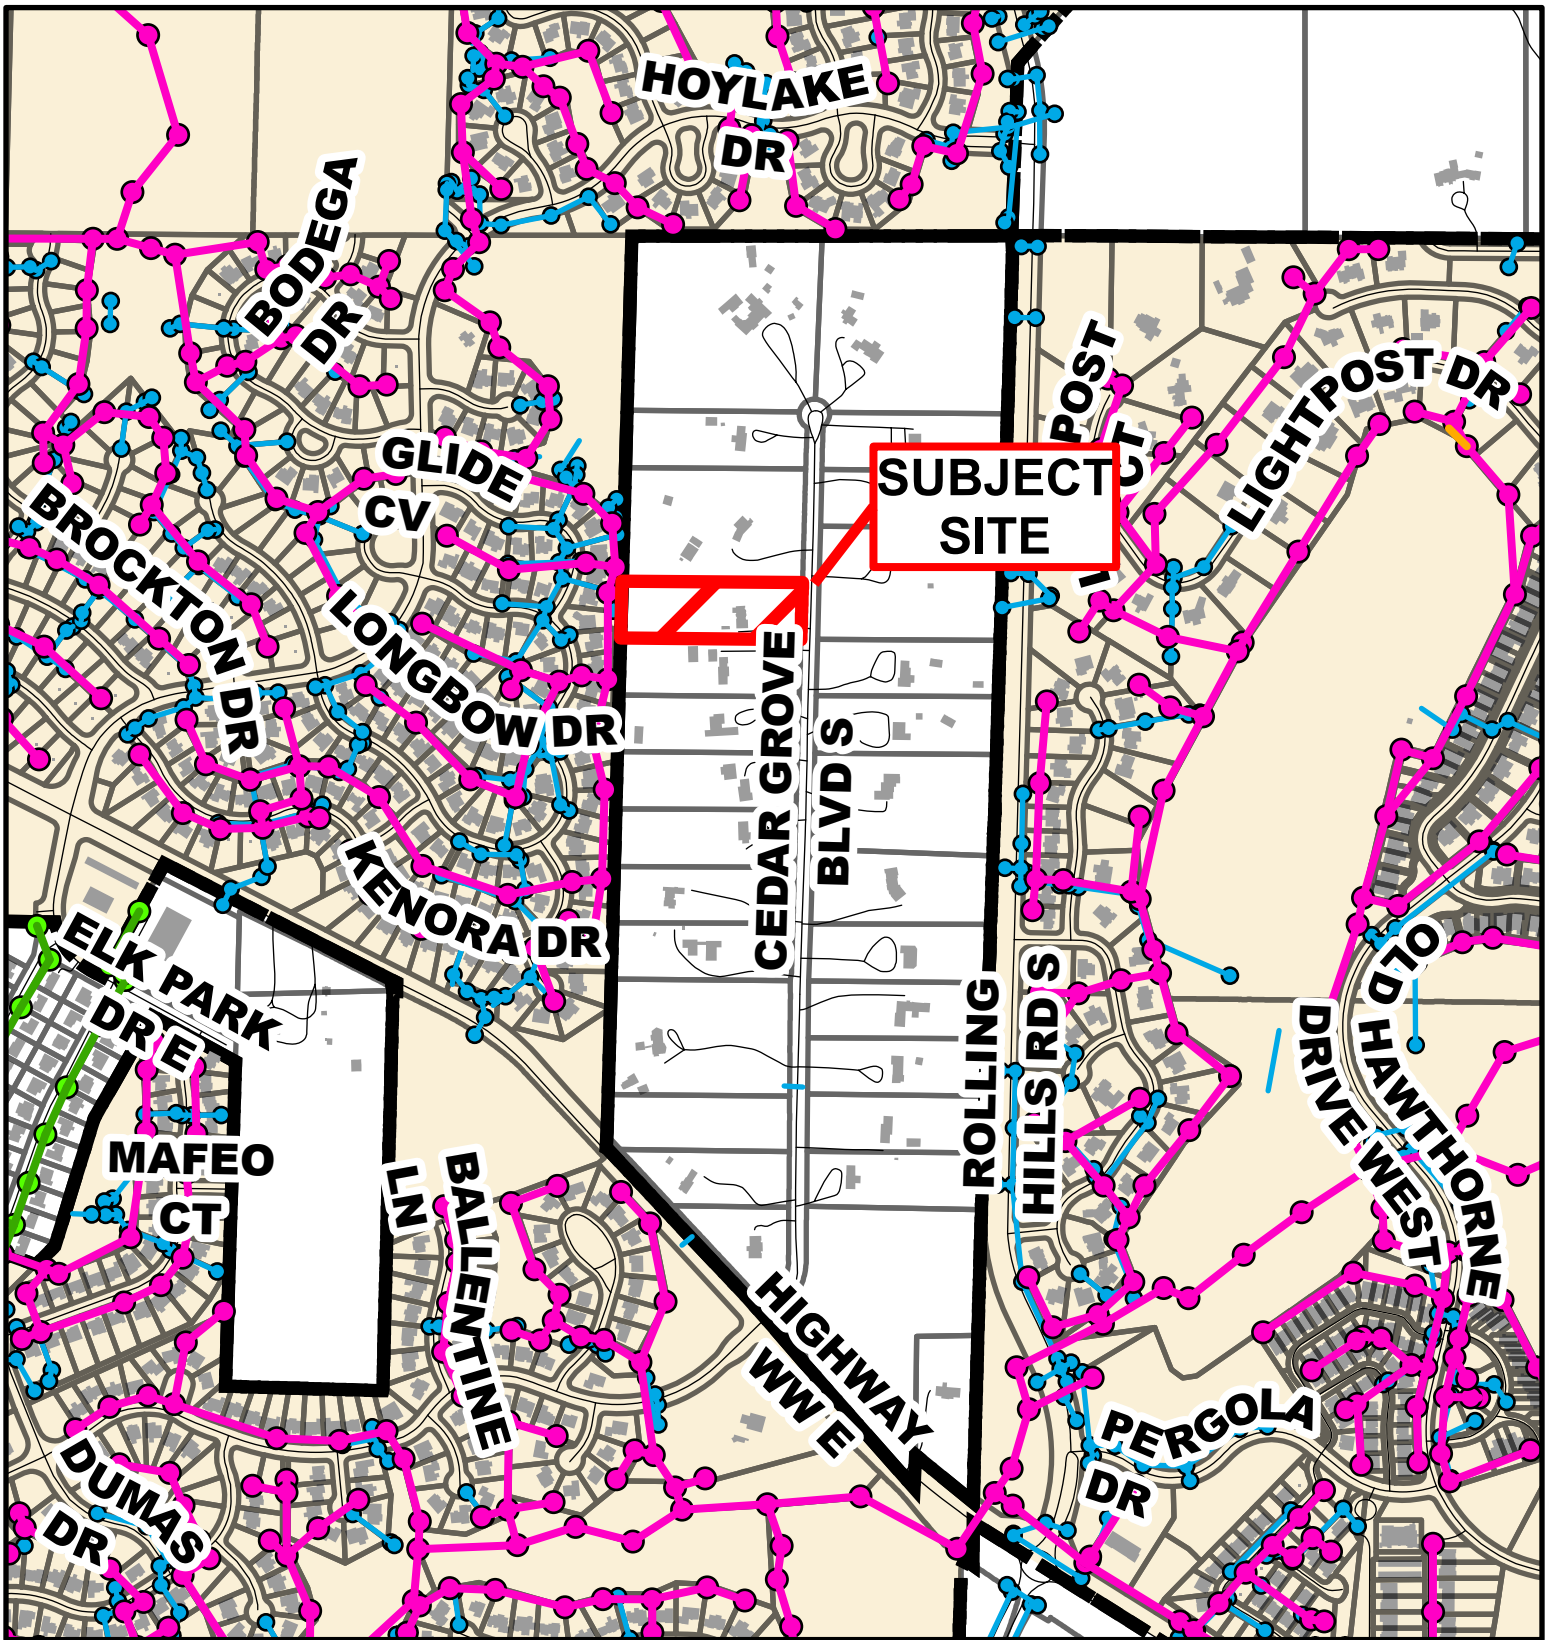 HOYLAKE
DR
BODEGA
DR
POST
CT
LIGHTPOST DR
GLIDE
CV
SUBJECT
SITE
BROCKTON DR
LONGBOW DR
CEDAR GROVE
BLVD S
KENORA DR
ELK PARK
DR E
ROLLING
HILLS RD S
OLD HAWTHORNE
DRIVE WEST
MAFEO
CT
BALLENTINE
LN
HIGHWAY
WW E
PERGOLA
DR
DUMAS
DR